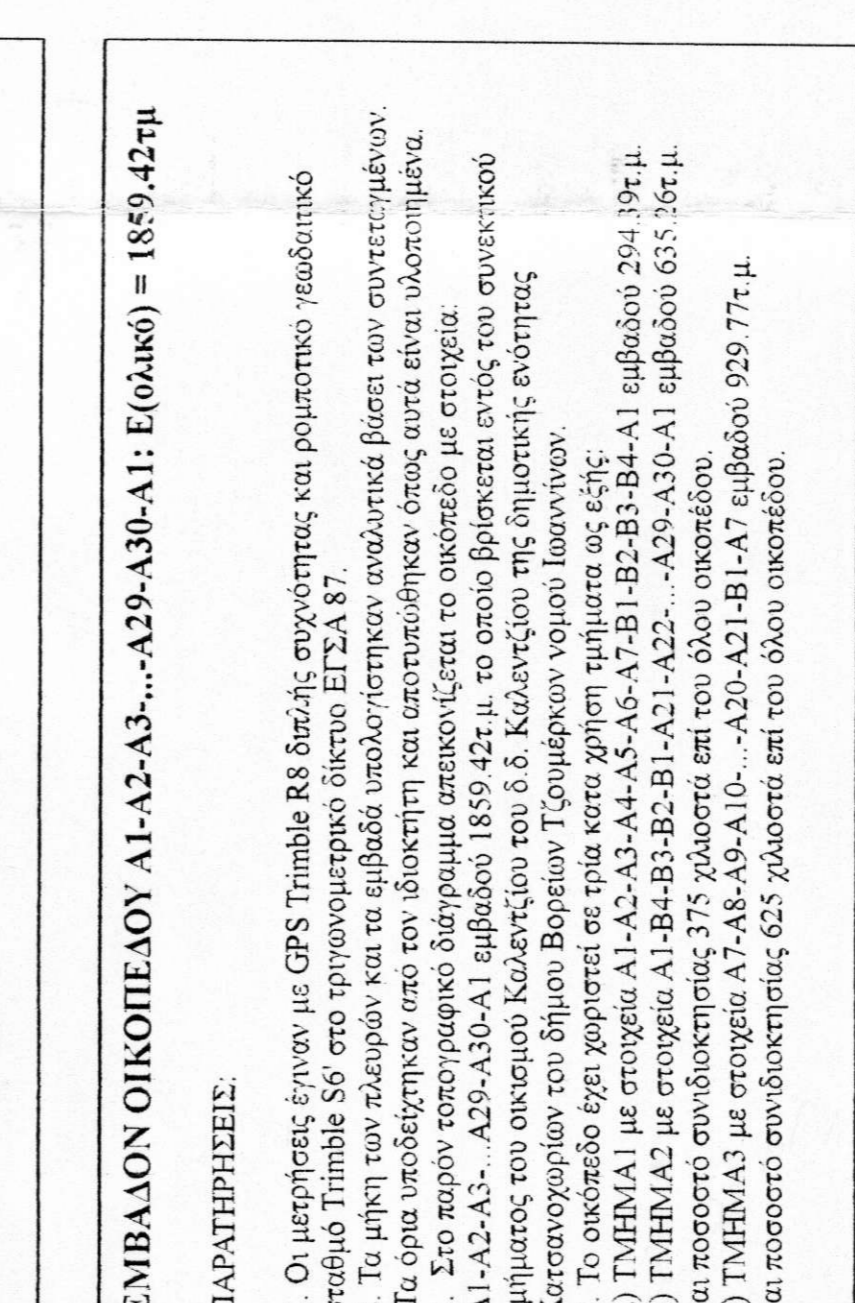 ΕΜΒΑΔΟΝ ΟΙΚΟΠΕΔΟΥ Α1-Α2-Α3-...-Α29-Α30-Α1: Ε(ολικό) = 1859.42τμ
ΠΑΡΑΤΗΡΗΣΕΙΣ:
. Οι μετρήσεις έγιναν με GPS Trimble R8 διπλής συχνότητας και ρομποτικό γεωδαιτικό
σταθμό Trimble S6' στο τριγωνομετρικό δίκτυο ΕΓΣΑ 87.
. Τα μήκη των πλευρών και τα εμβαδά υπολογίστηκαν αναλυτικά βάσει των συντεταγμένων.
Τα όρια υποδείχτηκαν από τον ιδιοκτήτη και αποτυπώθηκαν όπως αυτά είναι υλοποιημένα.
. Στο παρόν τοπογραφικό διάγραμμα απεικονίζεται το οικόπεδο με στοιχεία:
Α1-Α2-Α3-...Α29-Α30-Α1 εμβαδού 1859.42τ.μ. το οποίο βρίσκεται εντός του συνεκτικού
μήματος του οικισμού Καλεντζίου του δ.δ. Καλεντζίου της δημοτικής ενότητας
Κατσανοχωρίων του δήμου Βορείων Τζουμέρκων νομού Ιωαννίνων.
. Το οικόπεδο έχει χωριστεί σε τρία κατα χρήση τμήματα ως εξής:
) ΤΜΗΜΑ1 με στοιχεία Α1-Α2-Α3-Α4-Α5-Α6-Α7-Β1-Β2-Β3-Β4-Α1 εμβαδού 294.39τ.μ.
) ΤΜΗΜΑ2 με στοιχεία Α1-Β4-Β3-Β2-Β1-Α21-Α22-...-Α29-Α30-Α1 εμβαδού 635.26τ.μ.
αι ποσοστό συνιδιοκτησίας 375 χιλιοστά επί του όλου οικοπέδου.
) ΤΜΗΜΑ3 με στοιχεία Α7-Α8-Α9-Α10-...-Α20-Α21-Β1-Α7 εμβαδού 929.77τ.μ.
αι ποσοστό συνιδιοκτησίας 625 χιλιοστά επί του όλου οικοπέδου.